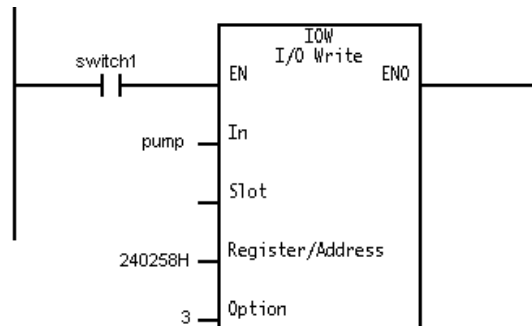 IOW
I/O Write
switch1
EN ENO
pump In
Slot
240258H Register/Address
3 Option